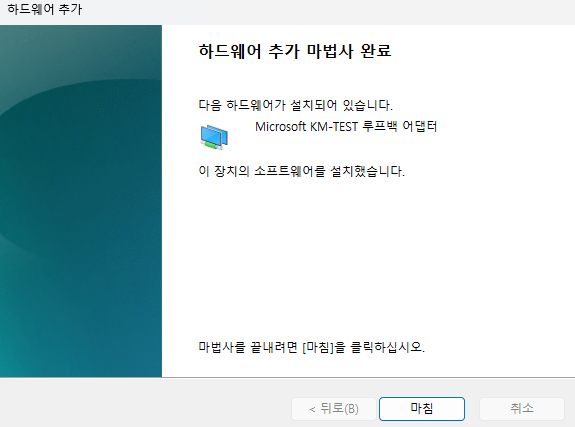 하드웨어 추가
하드웨어 추가 마법사 완료
다음 하드웨어가 설치되어 있습니다.
Microsoft KM-TEST 루프백 어댑터
이 장치의 소프트웨어를 설치했습니다.
마법사를 끝내려면 [마침]을 클릭하십시오.
< 뒤로(B)
마침
취소